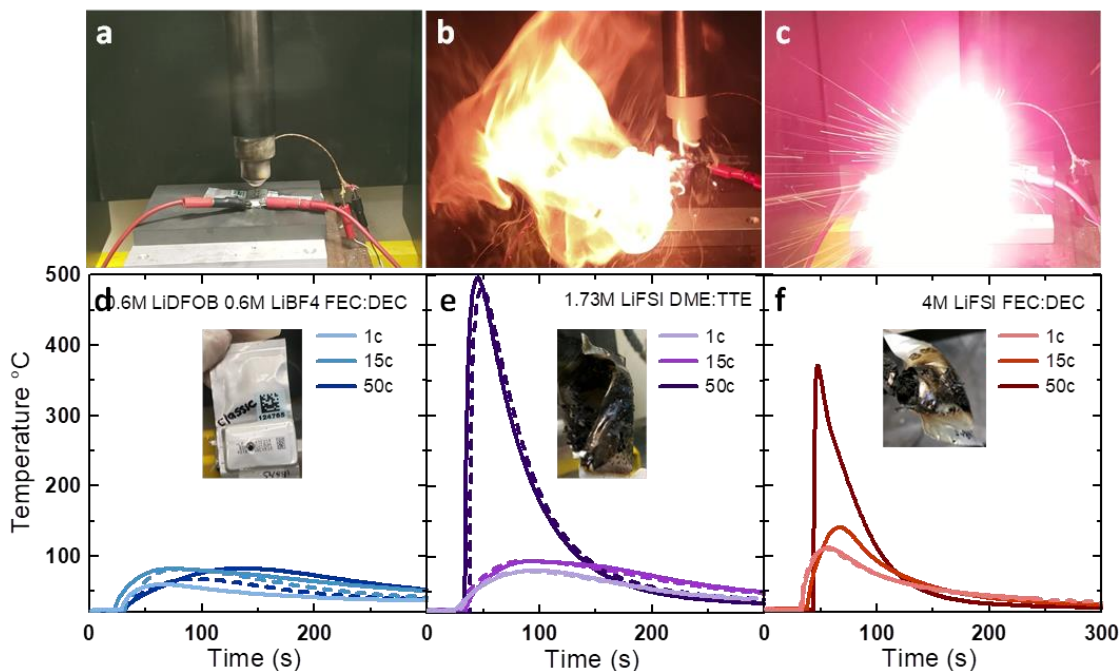 a
b
c
d
0.6M LiDFOB 0.6M LiBF4 FEC:DEC
1c
15c
50c
classic
124768
e
1.73M LiFSI DME:TTE
1c
15c
50c
f
4M LiFSI FEC:DEC
1c
15c
50c
Temperature °C
500
400
300
200
100
0
100
200
0
100
200
0
100
200
300
Time (s)
Time (s)
Time (s)